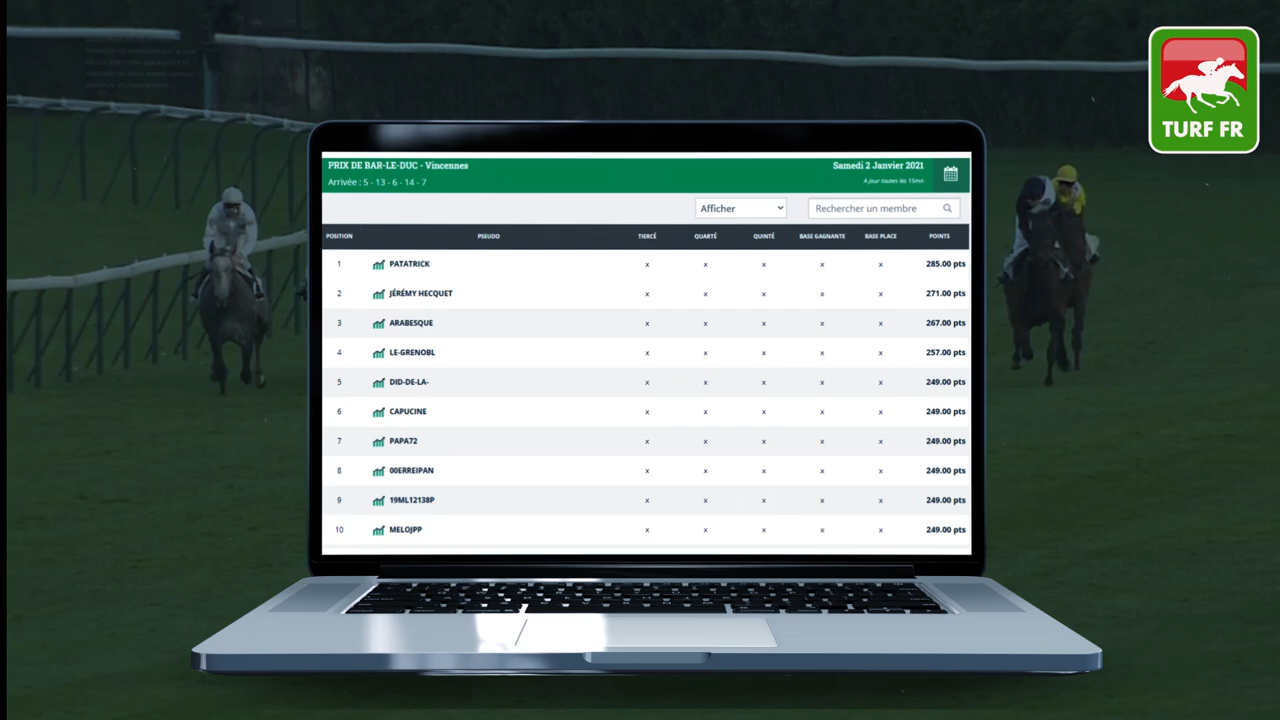 TURF FR
PRIX DE BAR-LE-DUC - Vincennes
Samedi 2 Janvier 2021
Arrivée : 5 - 13 - 6 - 14 - 7
A jour toutes les 15mn
Afficher
Rechercher un membre
POSITION PSEUDO TIERCÉ QUARTÉ QUINTÉ BASE GAGNANTE BASE PLACE POINTS
1 PATATRICK x x x x x 285.00 pts
2 JÉRÉMY HECQUET x x x x x 271.00 pts
3 ARABESQUE x x x x x 267.00 pts
4 LE-GRENOBL x x x x x 257.00 pts
5 DID-DE-LA- x x x x x 249.00 pts
6 CAPUCINE x x x x x 249.00 pts
7 PAPA72 x x x x x 249.00 pts
8 00ERREIPAN x x x x x 249.00 pts
9 19ML12138P x x x x x 249.00 pts
10 MELOJPP x x x x x 249.00 pts